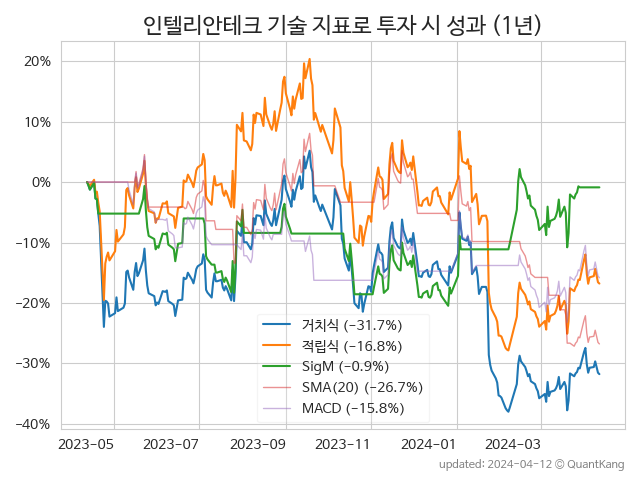 인텔리안테크 기술 지표로 투자 시 성과 (1년)
20%
10%
0%
−10%
−20%
−30%
−40%
거치식 (−31.7%)
적립식 (−16.8%)
SigM (−0.9%)
SMA(20) (−26.7%)
MACD (−15.8%)
2023−05
2023−07
2023−09
2023−11
2024−01
2024−03
updated: 2024−04−12 © QuantKang